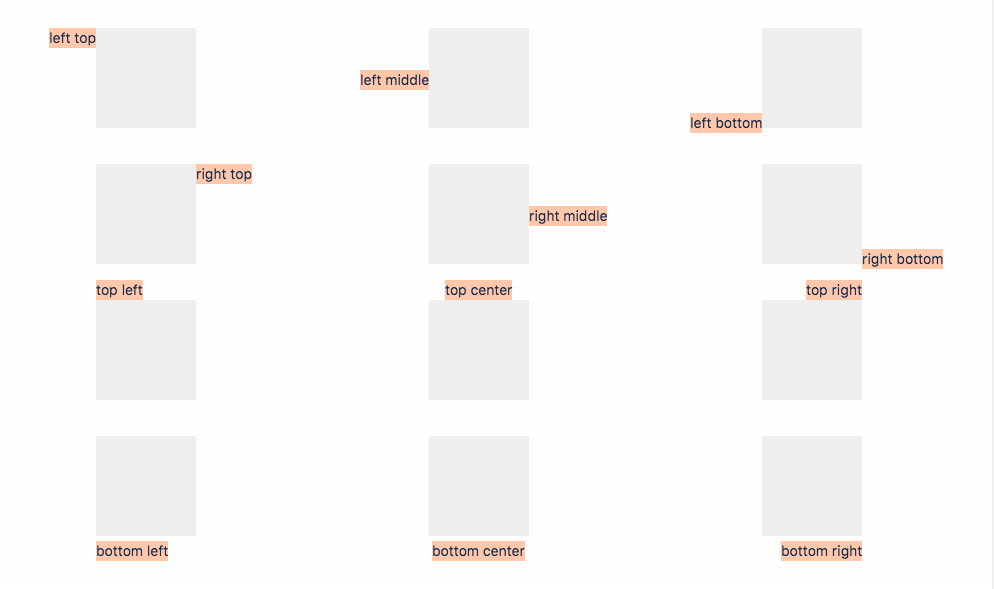 left top
left middle
left bottom
right top
right middle
right bottom
top left
top center
top right
bottom left
bottom center
bottom right